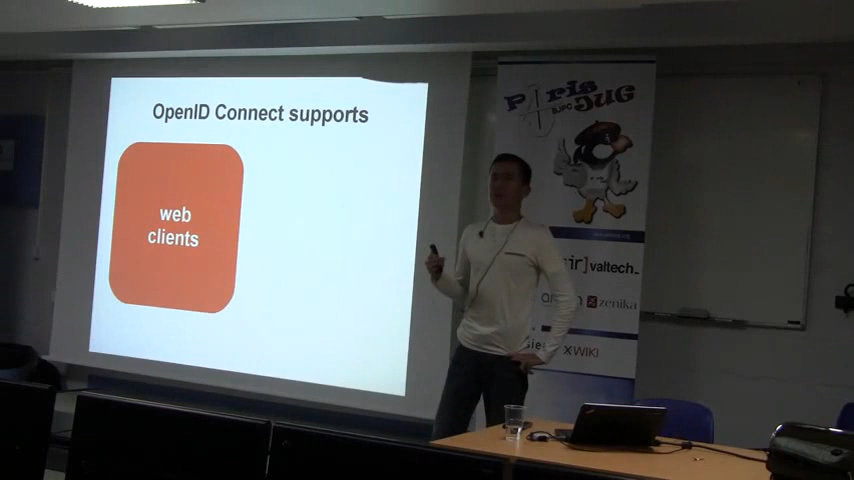 OpenID Connect supports
web
clients
Paris
JUG
valtech
zenika
XWIKI